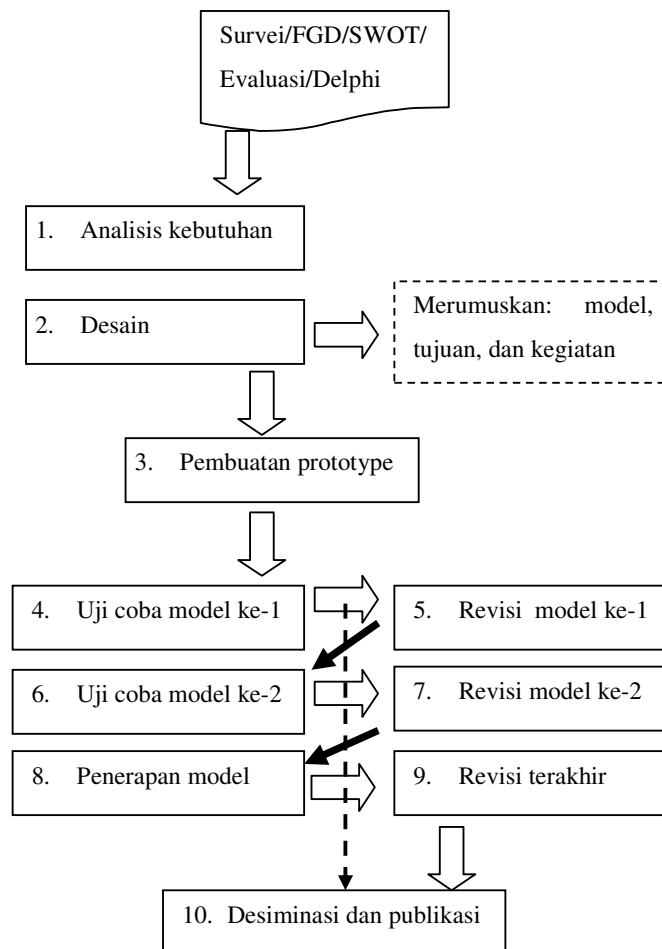 Survei/FGD/SWOT/
Evaluasi/Delphi
1. Analisis kebutuhan
2. Desain
Merumuskan: model,
tujuan, dan kegiatan
3. Pembuatan prototype
4. Uji coba model ke-1
5. Revisi model ke-1
6. Uji coba model ke-2
7. Revisi model ke-2
8. Penerapan model
9. Revisi terakhir
10. Desiminasi dan publikasi